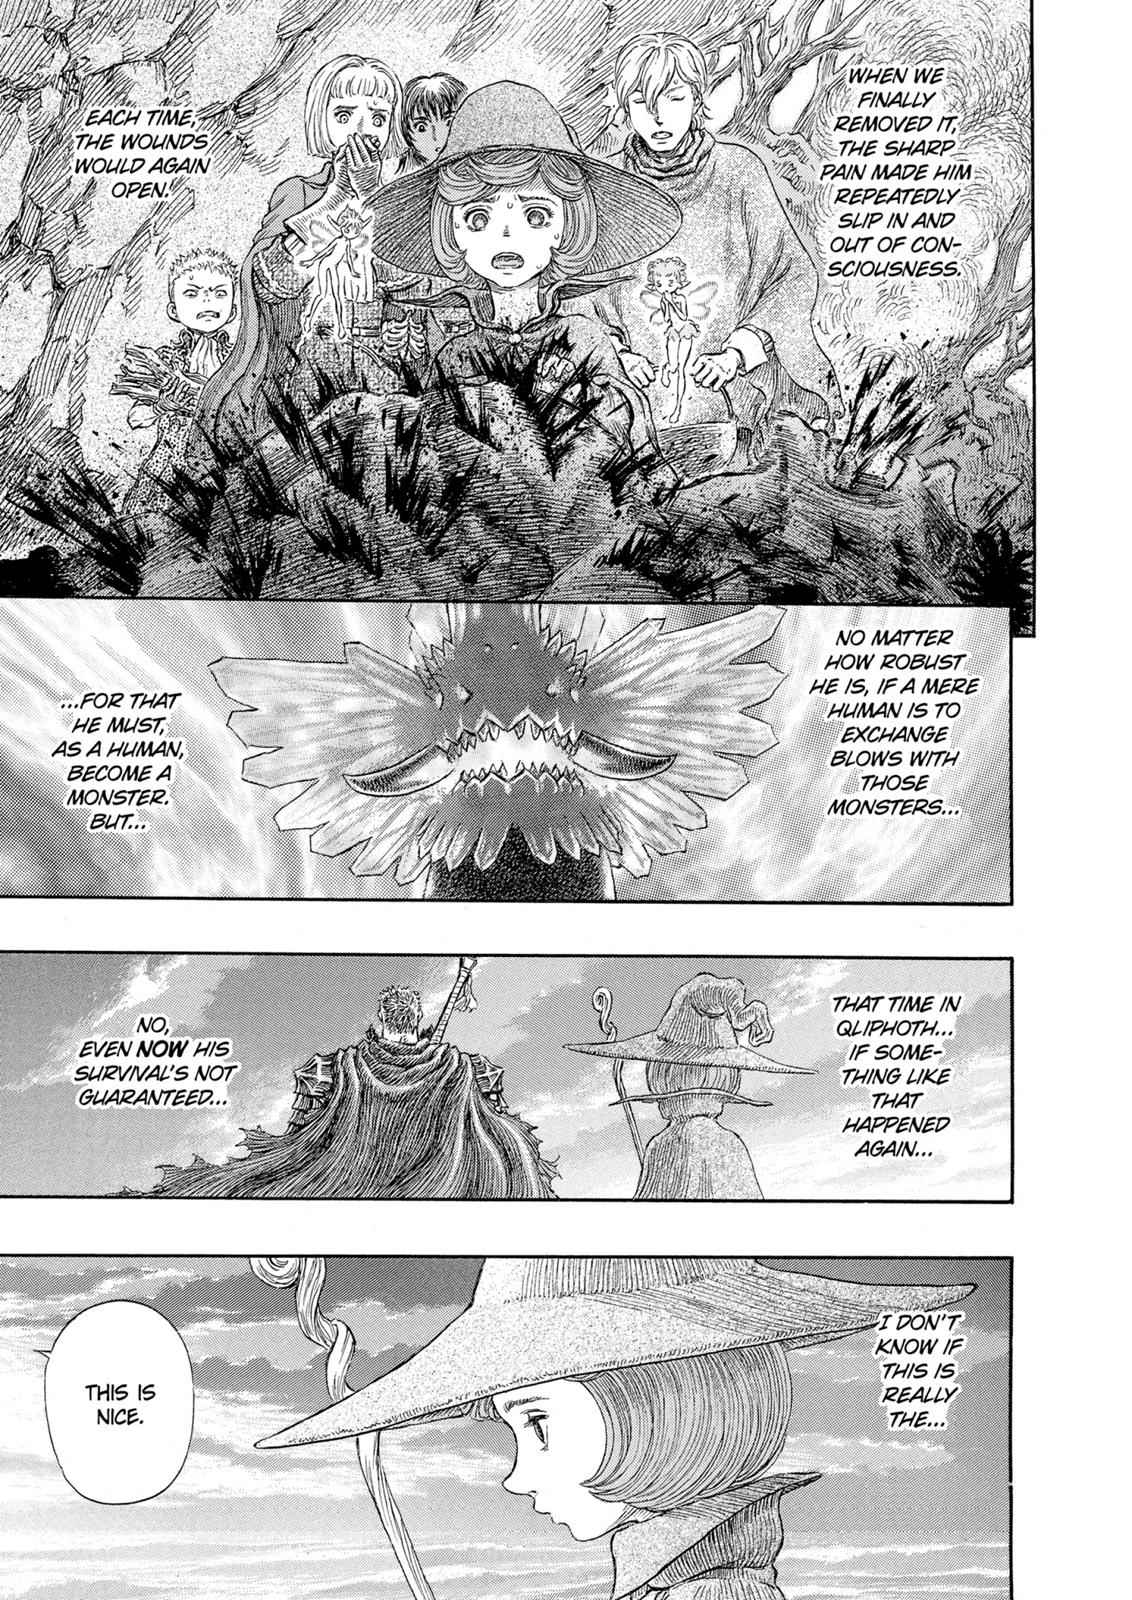 WHEN WE
FINALLY
REMOVED IT,
THE SHARP
PAIN MADE HIM
REPEATEDLY
SLIP IN AND
OUT OF CON-
SCIOUSNESS.
EACH TIME,
THE WOUNDS
WOULD AGAIN
OPEN.
NO MATTER
HOW ROBUST
HE IS, IF A MERE
HUMAN IS TO
EXCHANGE
BLOWS WITH
THOSE
MONSTERS...
...FOR THAT
HE MUST,
AS A HUMAN,
BECOME A
MONSTER.
BUT...
THAT TIME IN
QLIPHOTH...
IF SOME-
THING LIKE
THAT
HAPPENED
AGAIN...
NO,
EVEN NOW HIS
SURVIVAL'S NOT
GUARANTEED...
I DON'T
KNOW IF
THIS IS
REALLY
THE...
THIS IS
NICE.